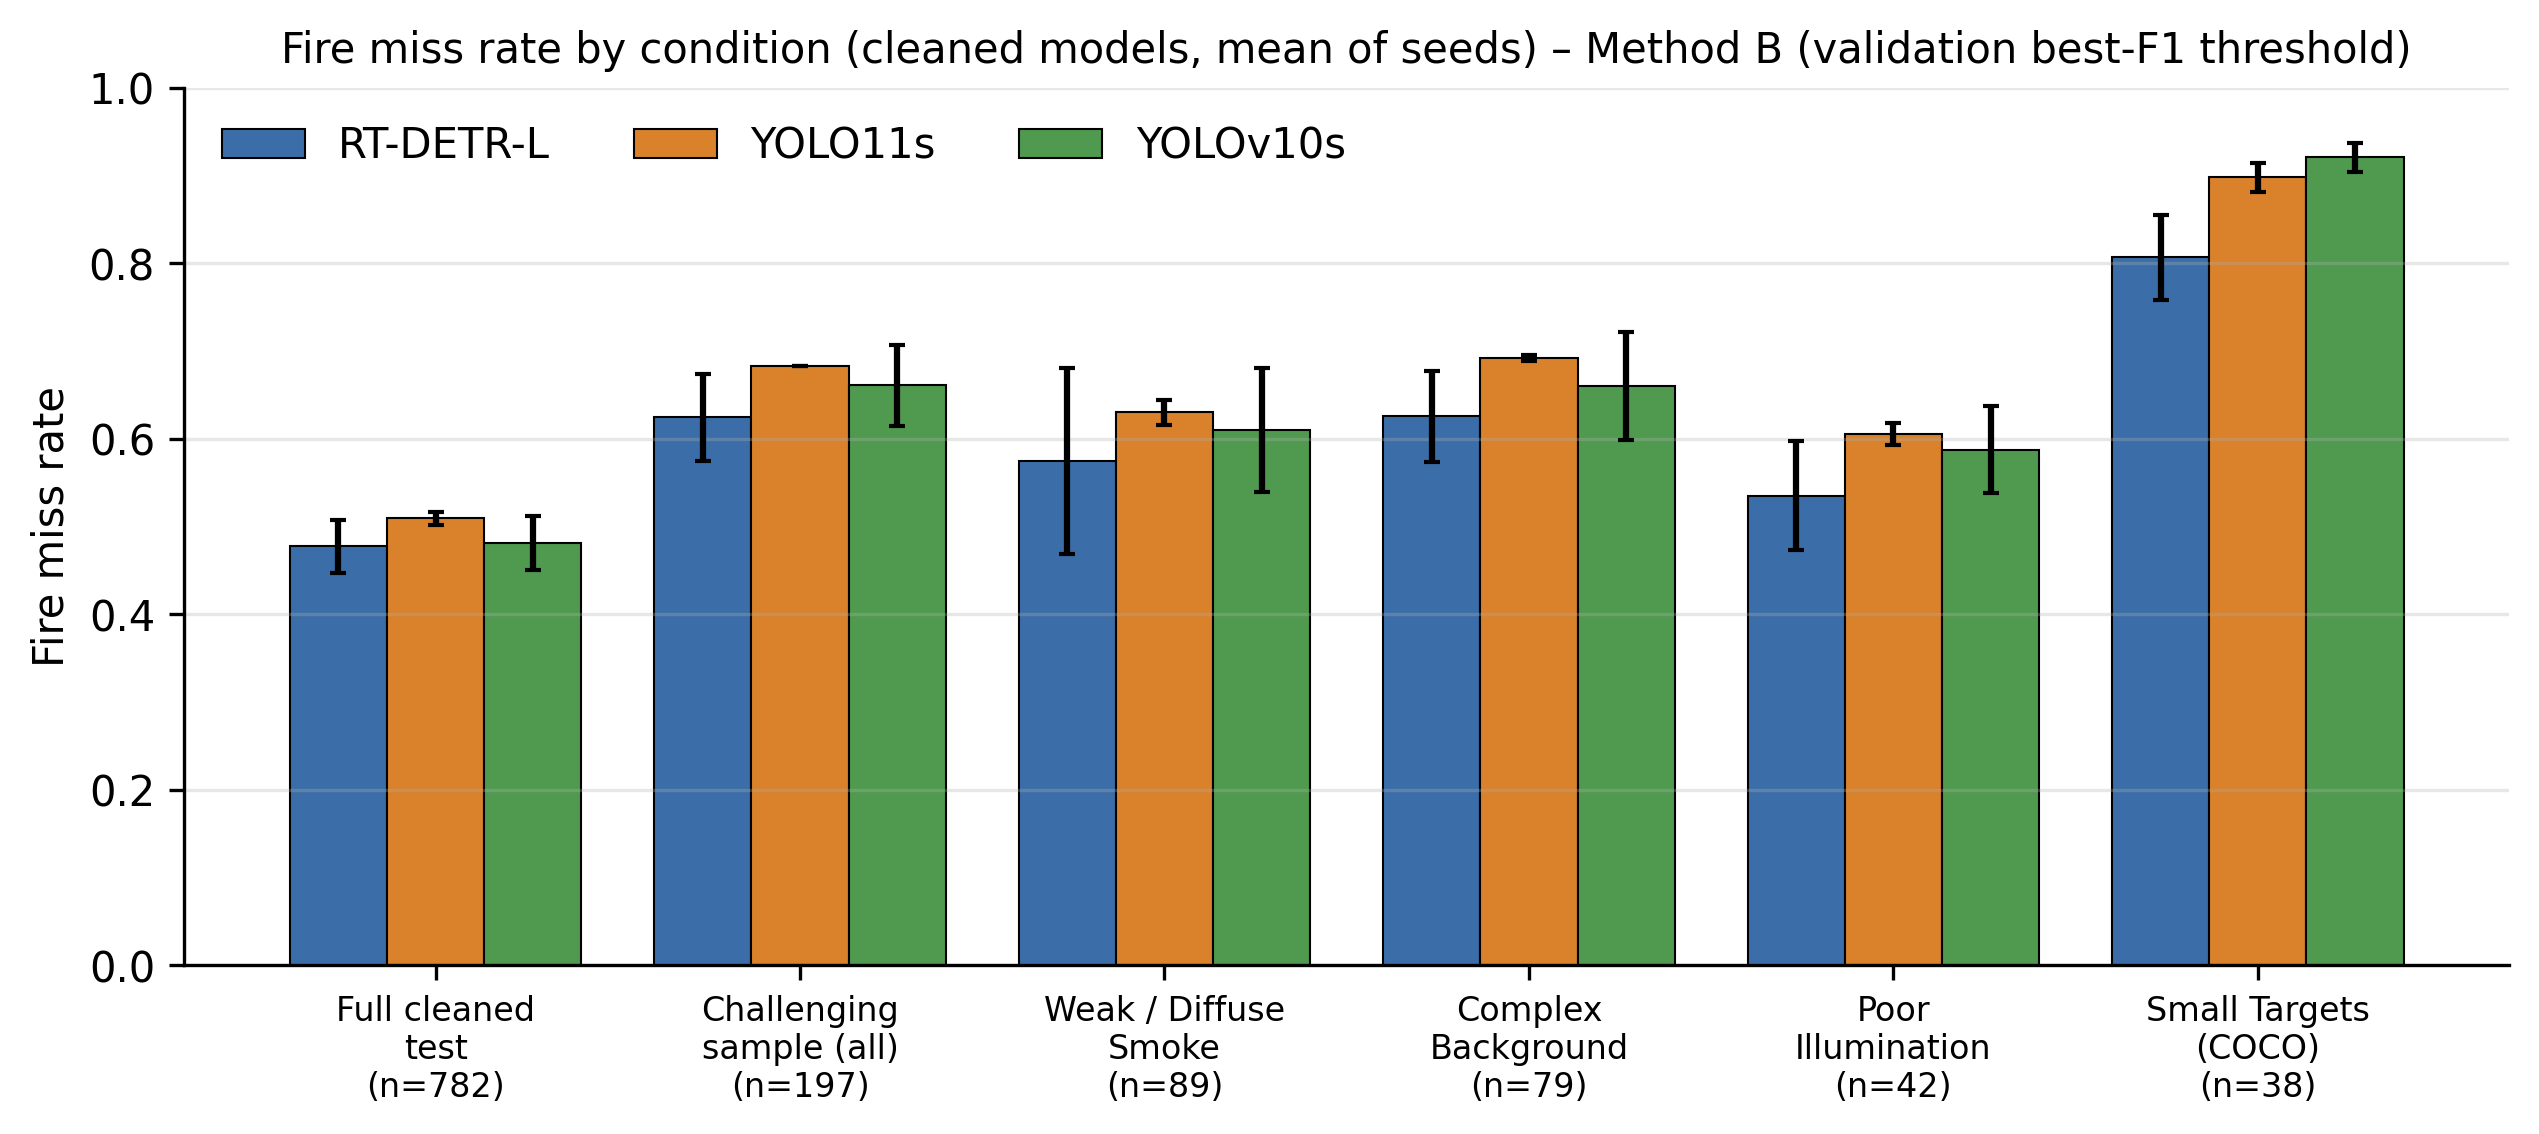 Fire miss rate by condition (cleaned models, mean of seeds) – Method B (validation best-F1 threshold)
RT-DETR-L
YOLO11s
YOLOv10s
Fire miss rate
1.0
0.8
0.6
0.4
0.2
0.0
Full cleaned
test
(n=782)
Challenging
sample (all)
(n=197)
Weak / Diffuse
Smoke
(n=89)
Complex
Background
(n=79)
Poor
Illumination
(n=42)
Small Targets
(COCO)
(n=38)